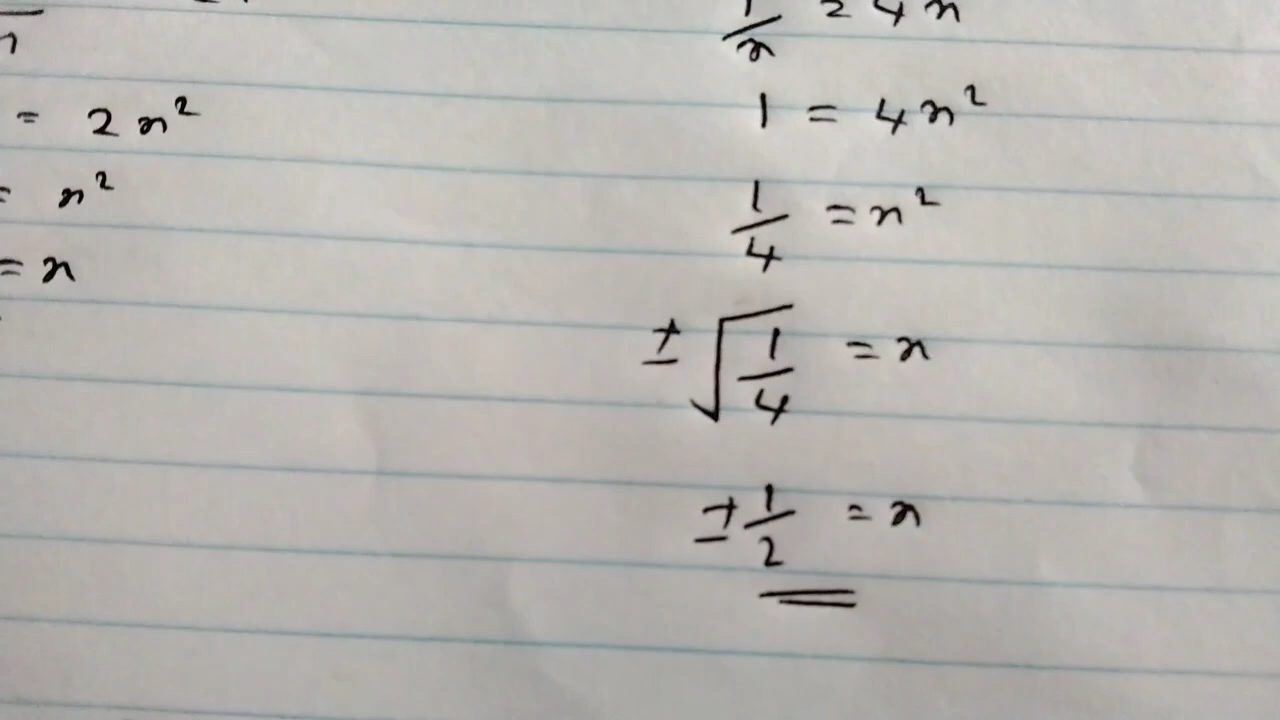 = 2x²
= x²
= x
1/x = 4x
1 = 4x²
1/4 = x²
± √(1/4) = x
± 1/2 = x